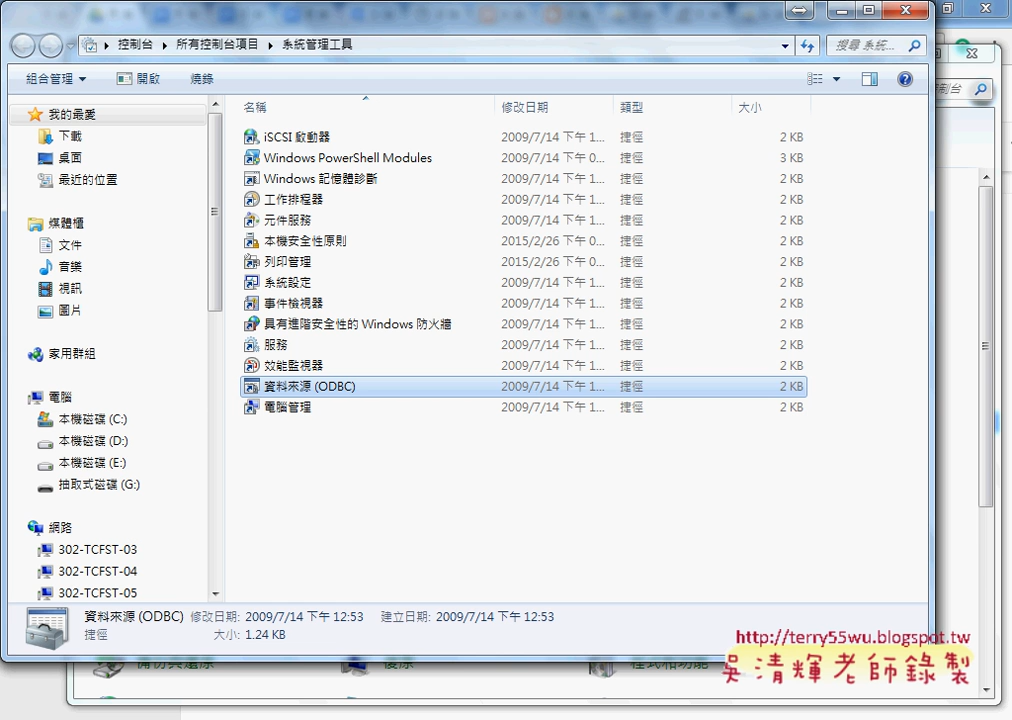 控制台 ▸ 所有控制台項目 ▸ 系統管理工具
搜尋 系統...
組合管理 開啟 燒錄
我的最愛
下載
桌面
最近的位置
媒體櫃
文件
音樂
視訊
圖片
家用群組
電腦
本機磁碟 (C:)
本機磁碟 (D:)
本機磁碟 (E:)
抽取式磁碟 (G:)
網路
302-TCFST-03
302-TCFST-04
302-TCFST-05
名稱 修改日期 類型 大小
iSCSI 啟動器 2009/7/14 下午 1... 捷徑 2 KB
Windows PowerShell Modules 2009/7/14 下午 0... 捷徑 3 KB
Windows 記憶體診斷 2009/7/14 下午 1... 捷徑 2 KB
工作排程器 2009/7/14 下午 1... 捷徑 2 KB
元件服務 2009/7/14 下午 1... 捷徑 2 KB
本機安全性原則 2015/2/26 下午 0... 捷徑 2 KB
列印管理 2015/2/26 下午 0... 捷徑 2 KB
系統設定 2009/7/14 下午 1... 捷徑 2 KB
事件檢視器 2009/7/14 下午 1... 捷徑 2 KB
具有進階安全性的 Windows 防火牆 2009/7/14 下午 1... 捷徑 2 KB
服務 2009/7/14 下午 1... 捷徑 2 KB
效能監視器 2009/7/14 下午 1... 捷徑 2 KB
資料來源 (ODBC) 2009/7/14 下午 1... 捷徑 2 KB
電腦管理 2009/7/14 下午 1... 捷徑 2 KB
資料來源 (ODBC) 修改日期: 2009/7/14 下午 12:53 建立日期: 2009/7/14 下午 12:53
捷徑 大小: 1.24 KB
http://terry55wu.blogspot.tw
吳清輝老師錄製